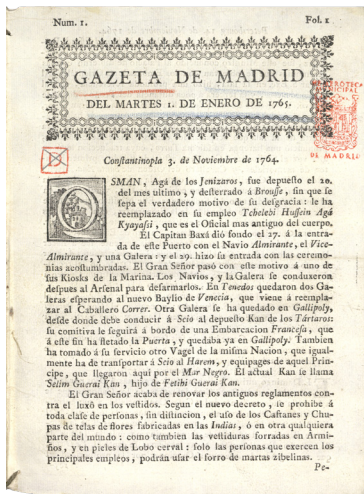 Num. 1. Fol. 1
GAZETA DE MADRID
DEL MARTES 1. DE ENERO DE 1765.
HEMEROTECA
MUNICIPAL
DE MADRID
Constantinopla 3. de Noviembre de 1764.
OSMAN, Agá de los Jenizaros, fue depuesto el 20.
del mes ultimo, y desterrado á Brousse, sin que se
sepa el verdadero motivo de su desgracia: le ha
reemplazado en su empleo Tchelebi Hussein Agá
Kyayasi, que es el Oficial mas antiguo del cuerpo.
El Capitan Baxá dió fondo el 27. á la entra-
da de este Puerto con el Navio Almirante, el Vice-
Almirante, y una Galera: y el 29. hizo su entrada con las ceremo-
nias acostumbradas. El Gran Señor pasó con este motivo á uno de
sus Kiosks de la Marina. Los Navios, y la Galera se conduxeron
despues al Arsenal para desarmarlos. En Tenedos quedaron dos Ga-
leras esperando al nuevo Baylio de Venecia, que viene á reempla-
zar al Caballero Correr. Otra Galera se ha quedado en Gallipoly,
desde donde debe conducir á Scio al depuesto Kan de los Tártaros:
su comitiva le seguirá á bordo de una Embarcacion Francesa, que
á este fin ha fletado la Puerta, y quedaba ya en Gallipoly. Tambien
ha tomado á su servicio otro Vagel de la misma Nacion, que igual-
mente ha de transportar á Scio al Harem, y equipages de aquel Prin-
cipe, que llegaron aqui por el Mar Negro. El actual Kan se llama
Selim Guerai Kan, hijo de Fetihi Guerai Kan.
El Gran Señor acaba de renovar los antiguos reglamentos con-
tra el luxó en los vestidos. Segun el nuevo decreto, se prohibe á
toda clase de personas, sin distincion, el uso de los Caftanes y Chu-
pas de telas de flores fabricadas en las Indias, ó en otra qualquiera
parte del mundo: como tambien las vestiduras forradas en Armi-
ños, y en pieles de Lobo cerval: solo las personas que exercen los
principales empleos, podrán usar el forro de martas zibelinas.
Pe-